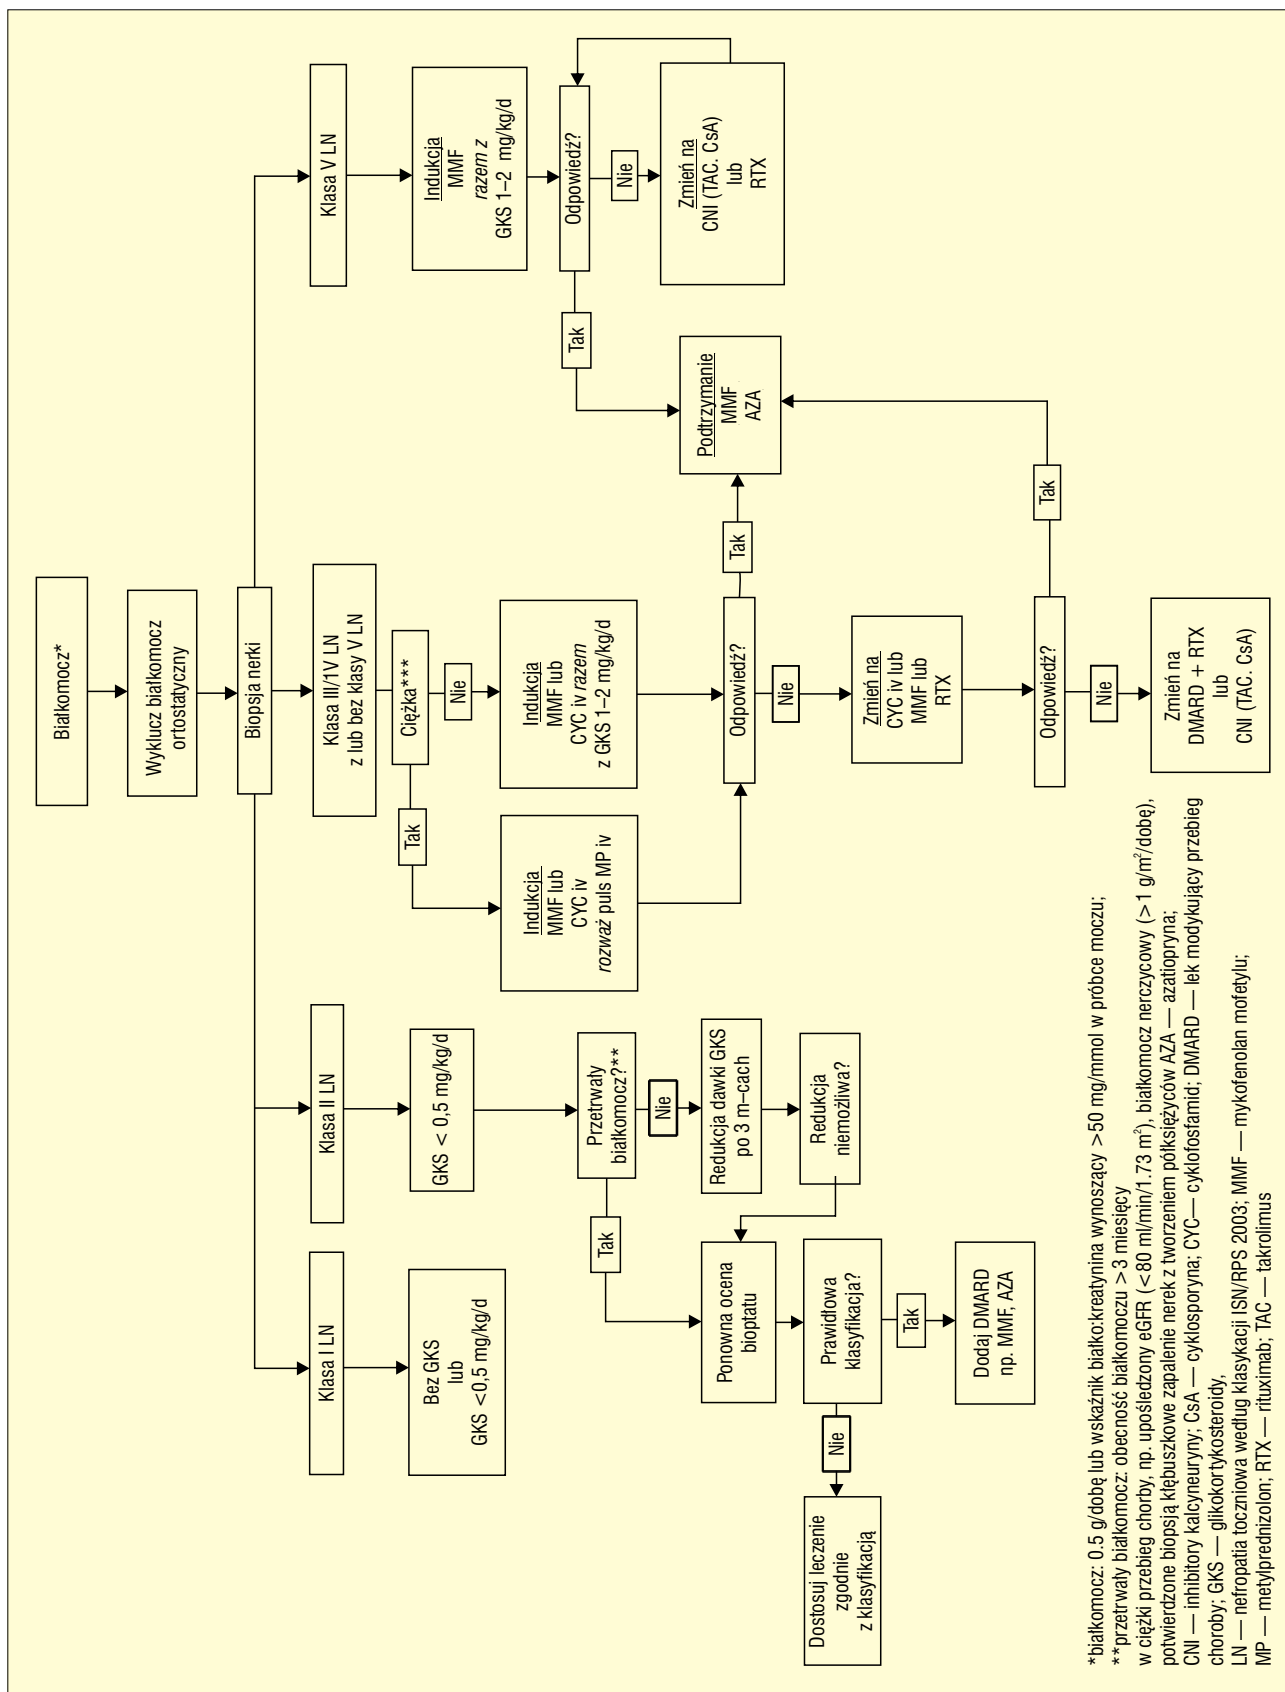 Białkomocz*
Wyklucz białkomocz
ortostatyczny
Biopsja nerki
Klasa I LN
Klasa II LN
Klasa III/1V LN
z lub bez klasy V LN
Klasa V LN
Bez GKS
lub
GKS <0,5 mg/kg/d
GKS < 0,5 mg/kg/d
Ciężka***
Tak
Nie
Indukcja
MMF lub
CYC iv
rozważ puls MP iv
Indukcja
MMF lub
CYC iv razem
z GKS 1–2 mg/kg/d
Indukcja
MMF
razem z
GKS 1–2 mg/kg/d
Przetrwały
białkomocz?**
Tak
Nie
Redukcja dawki GKS
po 3 m–cach
Redukcja
niemożliwa?
Ponowna ocena
bioptatu
Prawidłowa
klasyfikacja?
Nie
Tak
Dostosuj leczenie
zgodnie
z klasyfikacją
Dodaj DMARD
np. MMF, AZA
Odpowiedź?
Tak
Nie
Zmień na
CYC iv lub
MMF lub
RTX
Odpowiedź?
Tak
Nie
Zmień na
DMARD + RTX
lub
CNI (TAC. CsA)
Odpowiedź?
Tak
Nie
Zmień na
CNI (TAC. CsA)
lub
RTX
Podtrzymanie
MMF
AZA
*białkomocz: 0.5 g/dobę lub wskaźnik białko:kreatynina wynoszący >50 mg/mmol w próbce moczu;
**przetrwały białkomocz: obecność białkomoczu >3 miesięcy
w ciężki przebieg chorby, np. upośledzony eGFR (<80 ml/min/1.73 m²), białkomocz nerczycowy (>1 g/m²/dobę),
potwierdzone biopsją kłębuszkowe zapalenie nerek z tworzeniem półksiężyców AZA — azatiopryna;
CNI — inhibitory kalcyneuryny; CsA — cyklosporyna; CYC— cyklofosfamid; DMARD — lek modykujący przebieg
choroby; GKS — glikokortykosteroidy,
LN — nefropatia toczniowa według klasykacji ISN/RPS 2003; MMF — mykofenolan mofetylu;
MP — metylprednizolon; RTX — rituximab; TAC — takrolimus